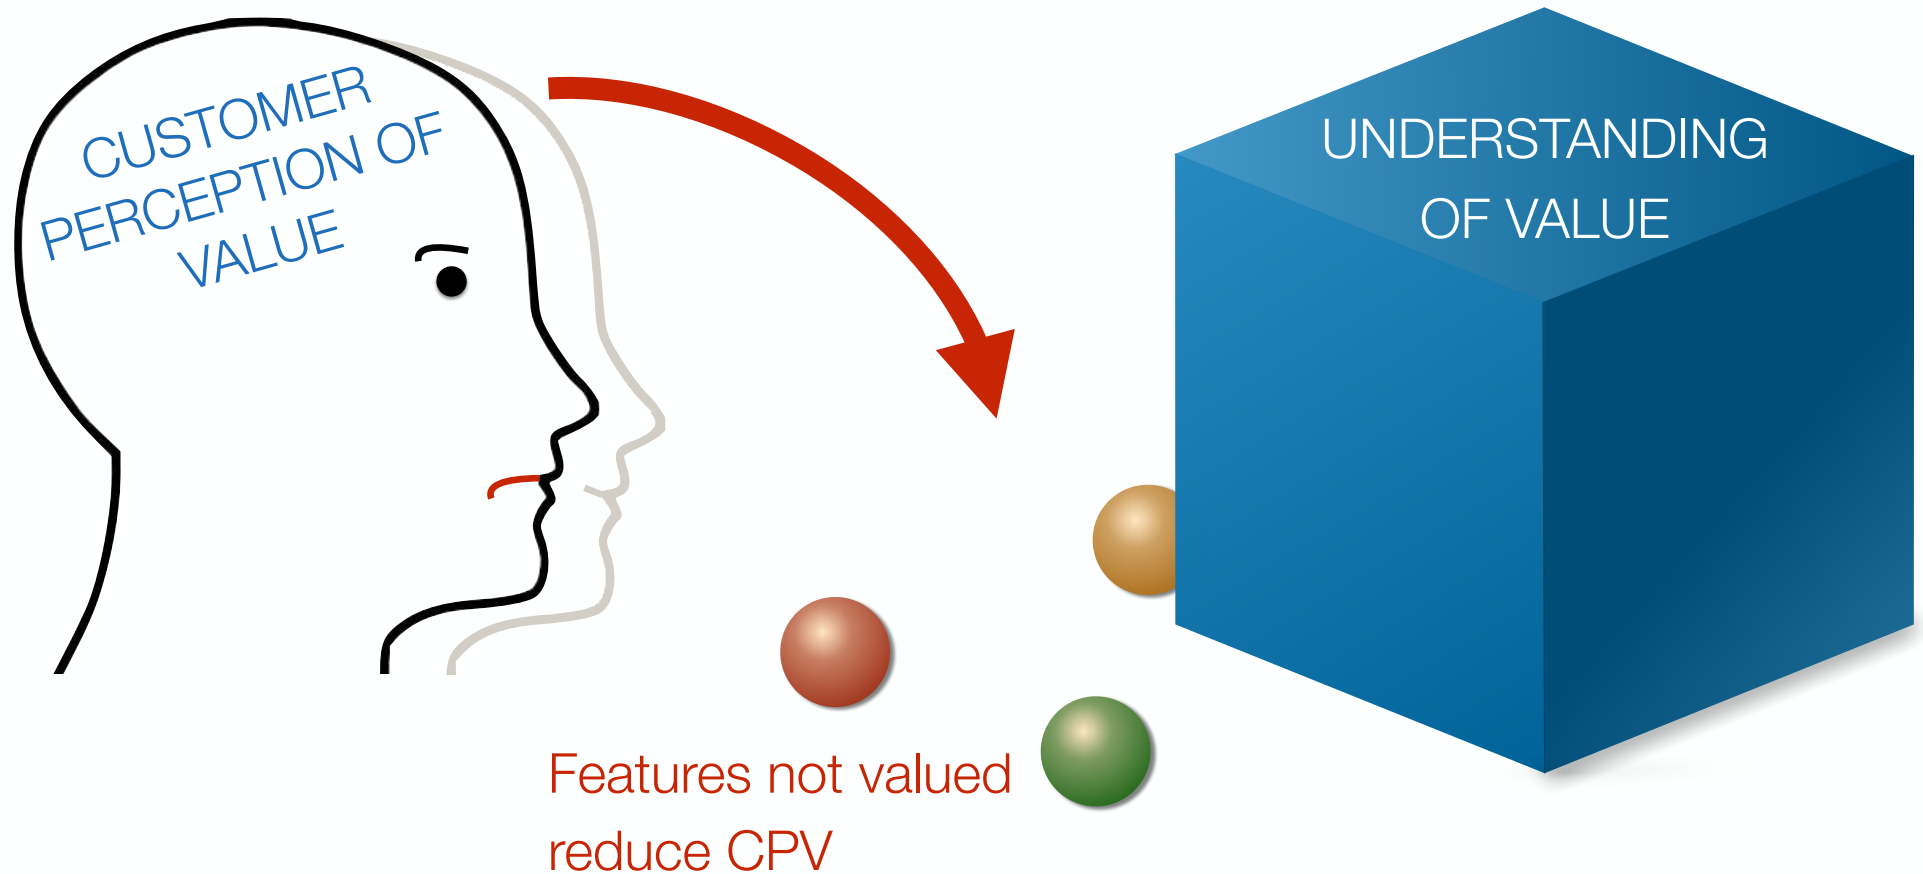 CUSTOMER
PERCEPTION OF
VALUE
UNDERSTANDING
OF VALUE
Features not valued
reduce CPV